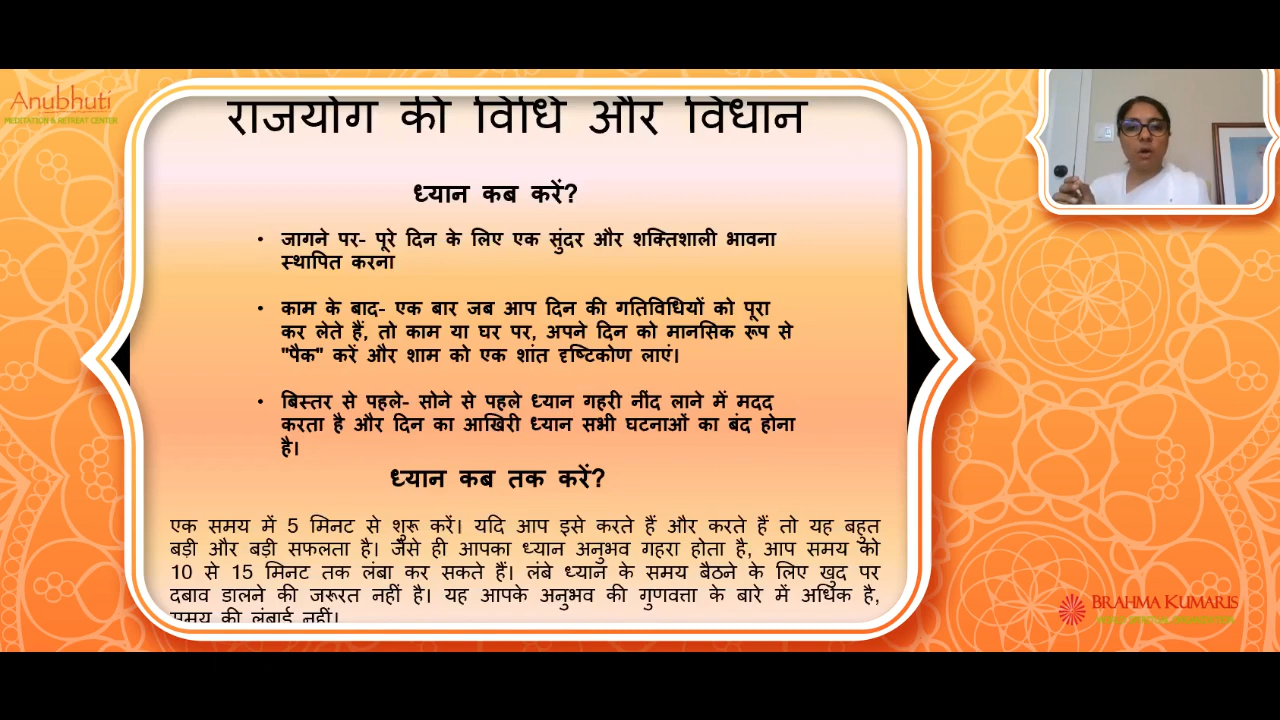 Anubhuti
MEDITATION & RETREAT CENTER
राजयोग की विधि और विधान
ध्यान कब करें?
• जागने पर- पूरे दिन के लिए एक सुंदर और शक्तिशाली भावना
स्थापित करना
• काम के बाद- एक बार जब आप दिन की गतिविधियों को पूरा
कर लेते हैं, तो काम या घर पर, अपने दिन को मानसिक रूप से
"पैक" करें और शाम को एक शांत दृष्टिकोण लाएं।
• बिस्तर से पहले- सोने से पहले ध्यान गहरी नींद लाने में मदद
करता है और दिन का आखिरी ध्यान सभी घटनाओं का बंद होना
है।
ध्यान कब तक करें?
एक समय में 5 मिनट से शुरू करें। यदि आप इसे करते हैं और करते हैं तो यह बहुत
बड़ी और बड़ी सफलता है। जैसे ही आपका ध्यान अनुभव गहरा होता है, आप समय को
10 से 15 मिनट तक लंबा कर सकते हैं। लंबे ध्यान के समय बैठने के लिए खुद पर
दबाव डालने की जरूरत नहीं है। यह आपके अनुभव की गुणवत्ता के बारे में अधिक है,
समय की लंबाई नहीं।
BRAHMA KUMARIS